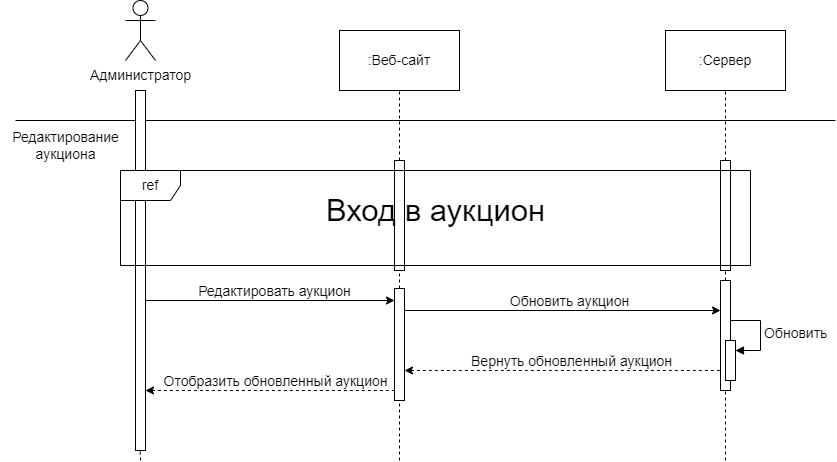 Администратор
:Веб-сайт
:Сервер
Редактирование
аукциона
ref
Вход в аукцион
Редактировать аукцион
Обновить аукцион
Обновить
Вернуть обновленный аукцион
Отобразить обновленный аукцион